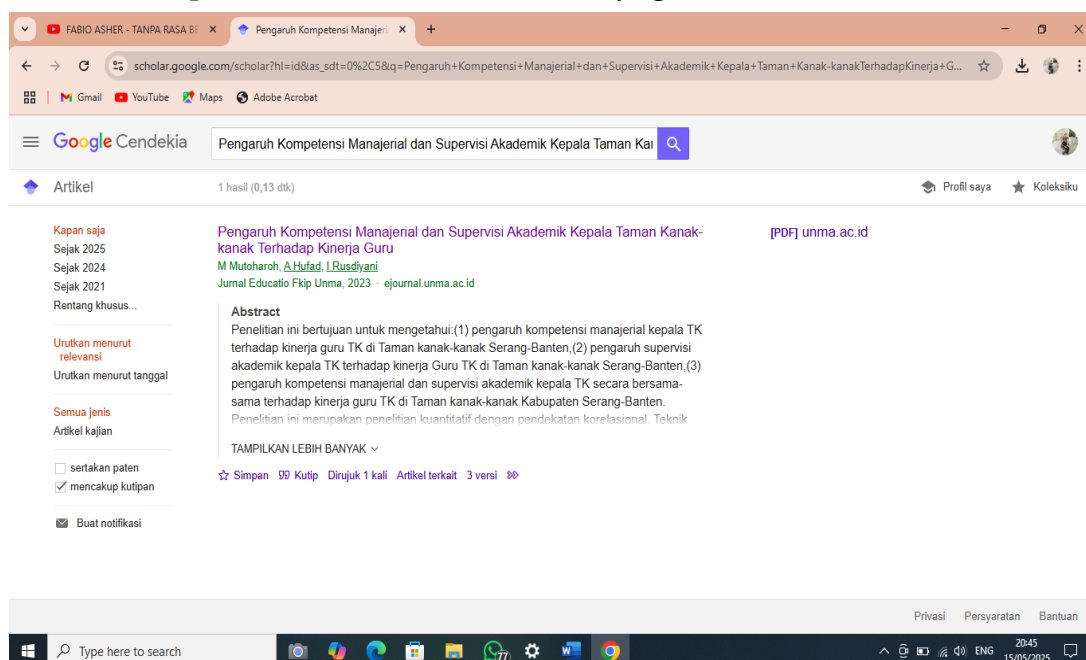 FABIO ASHER - TANPA RASA BE
Pengaruh Kompetensi Manajeri
scholar.google.com/scholar?hl=id&as_sdt=0%2C5&q=Pengaruh+Kompetensi+Manajerial+dan+Supervisi+Akademik+Kepala+Taman+Kanak-kanakTerhadapKinerja+G...
Gmail YouTube Maps Adobe Acrobat
Google Cendekia
Pengaruh Kompetensi Manajerial dan Supervisi Akademik Kepala Taman Kar
Artikel
1 hasil (0,13 dtk)
Profil saya Koleksiku
Kapan saja
Sejak 2025
Sejak 2024
Sejak 2021
Rentang khusus...
Urutkan menurut
relevansi
Urutkan menurut tanggal
Semua jenis
Artikel kajian
sertakan paten
mencakup kutipan
Buat notifikasi
Pengaruh Kompetensi Manajerial dan Supervisi Akademik Kepala Taman Kanak-
kanak Terhadap Kinerja Guru
M Mutoharoh, A Hufad, I Rusdiyani
Jurnal Educatio Fkip Unma, 2023 - ejournal.unma.ac.id
Abstract
Penelitian ini bertujuan untuk mengetahui:(1) pengaruh kompetensi manajerial kepala TK
terhadap kinerja guru TK di Taman kanak-kanak Serang-Banten,(2) pengaruh supervisi
akademik kepala TK terhadap kinerja Guru TK di Taman kanak-kanak Serang-Banten,(3)
pengaruh kompetensi manajerial dan supervisi akademik kepala TK secara bersama-
sama terhadap kinerja guru TK di Taman kanak-kanak Kabupaten Serang-Banten.
Penelitian ini merupakan penelitian kuantitatif dengan pendekatan korelasional. Teknik
TAMPILKAN LEBIH BANYAK
Simpan Kutip Dirujuk 1 kali Artikel terkait 3 versi
[PDF] unma.ac.id
Privasi Persyaratan Bantuan
Type here to search
77
ENG
20:45
15/05/2025